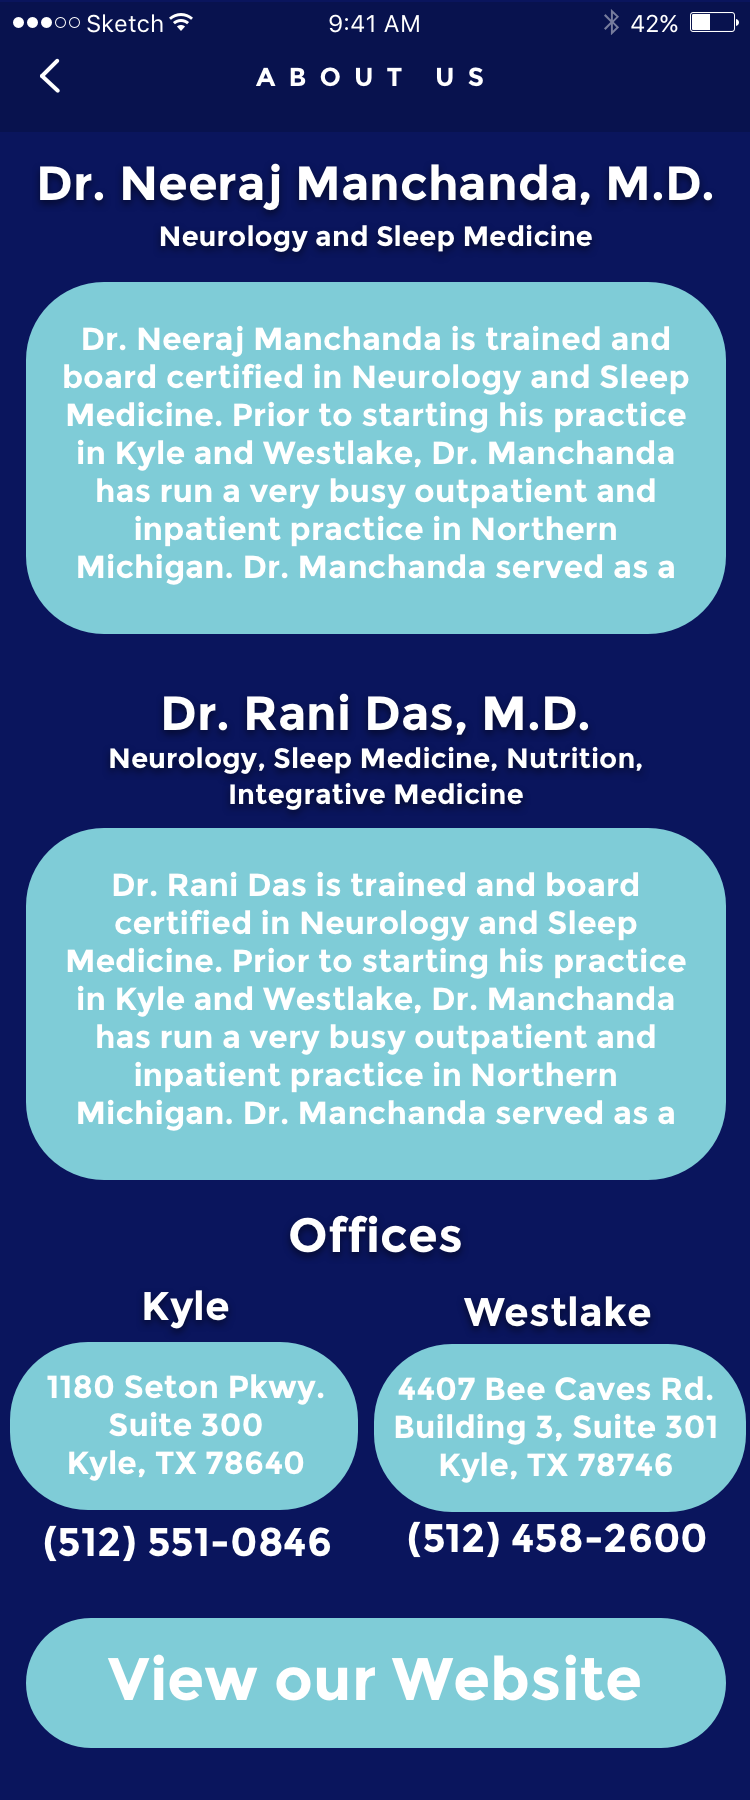 Sketch 9:41 AM 42%
ABOUT US
Dr. Neeraj Manchanda, M.D.
Neurology and Sleep Medicine
Dr. Neeraj Manchanda is trained and
board certified in Neurology and Sleep
Medicine. Prior to starting his practice
in Kyle and Westlake, Dr. Manchanda
has run a very busy outpatient and
inpatient practice in Northern
Michigan. Dr. Manchanda served as a
Dr. Rani Das, M.D.
Neurology, Sleep Medicine, Nutrition,
Integrative Medicine
Dr. Rani Das is trained and board
certified in Neurology and Sleep
Medicine. Prior to starting his practice
in Kyle and Westlake, Dr. Manchanda
has run a very busy outpatient and
inpatient practice in Northern
Michigan. Dr. Manchanda served as a
Offices
Kyle
1180 Seton Pkwy.
Suite 300
Kyle, TX 78640
(512) 551-0846
Westlake
4407 Bee Caves Rd.
Building 3, Suite 301
Kyle, TX 78746
(512) 458-2600
View our Website